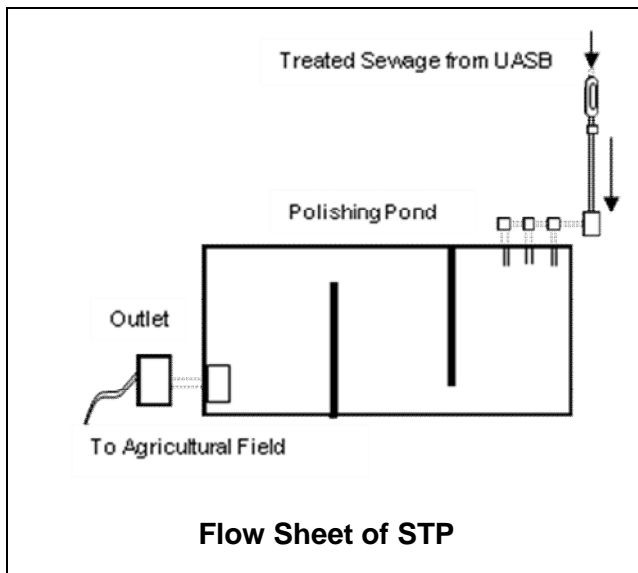 Treated Sewage from UASB
Polishing Pond
Outlet
To Agricultural Field
Flow Sheet of STP